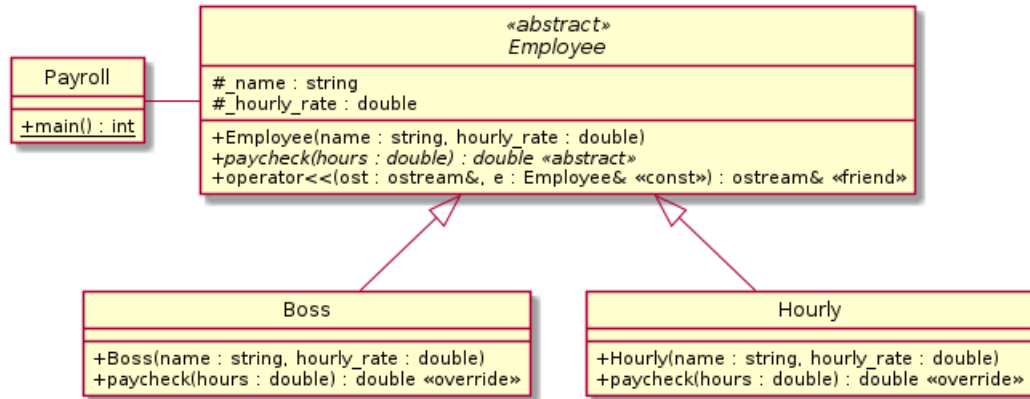 «abstract»
Employee
#_name : string
#_hourly_rate : double
+Employee(name : string, hourly_rate : double)
+paycheck(hours : double) : double «abstract»
+operator<<(ost : ostream&, e : Employee& «const») : ostream& «friend»
Payroll
+main() : int
Boss
+Boss(name : string, hourly_rate : double)
+paycheck(hours : double) : double «override»
Hourly
+Hourly(name : string, hourly_rate : double)
+paycheck(hours : double) : double «override»